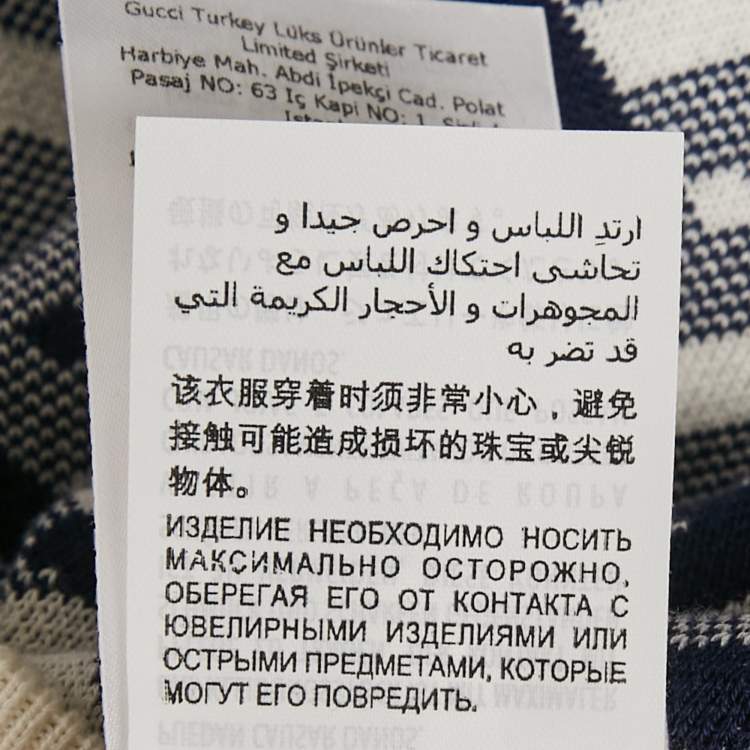 Gucci Turkey Lüks Ürünler Ticaret
Limited Şirketi
Harbiye Mah. Abdi İpekçi Cad. Polat
Pasaj NO: 63 İç Kapi NO: 1
ارتدِ اللباس و احرص جيدا و
تحاشى احتكاك اللباس مع
المجوهرات و الأحجار الكريمة التي
قد تضر به
该衣服穿着时须非常小心，避免
接触可能造成损坏的珠宝或尖锐
物体。
ИЗДЕЛИЕ НЕОБХОДИМО НОСИТЬ
МАКСИМАЛЬНО ОСТОРОЖНО,
ОБЕРЕГАЯ ЕГО ОТ КОНТАКТА С
ЮВЕЛИРНЫМИ ИЗДЕЛИЯМИ ИЛИ
ОСТРЫМИ ПРЕДМЕТАМИ, КОТОРЫЕ
МОГУТ ЕГО ПОВРЕДИТЬ.